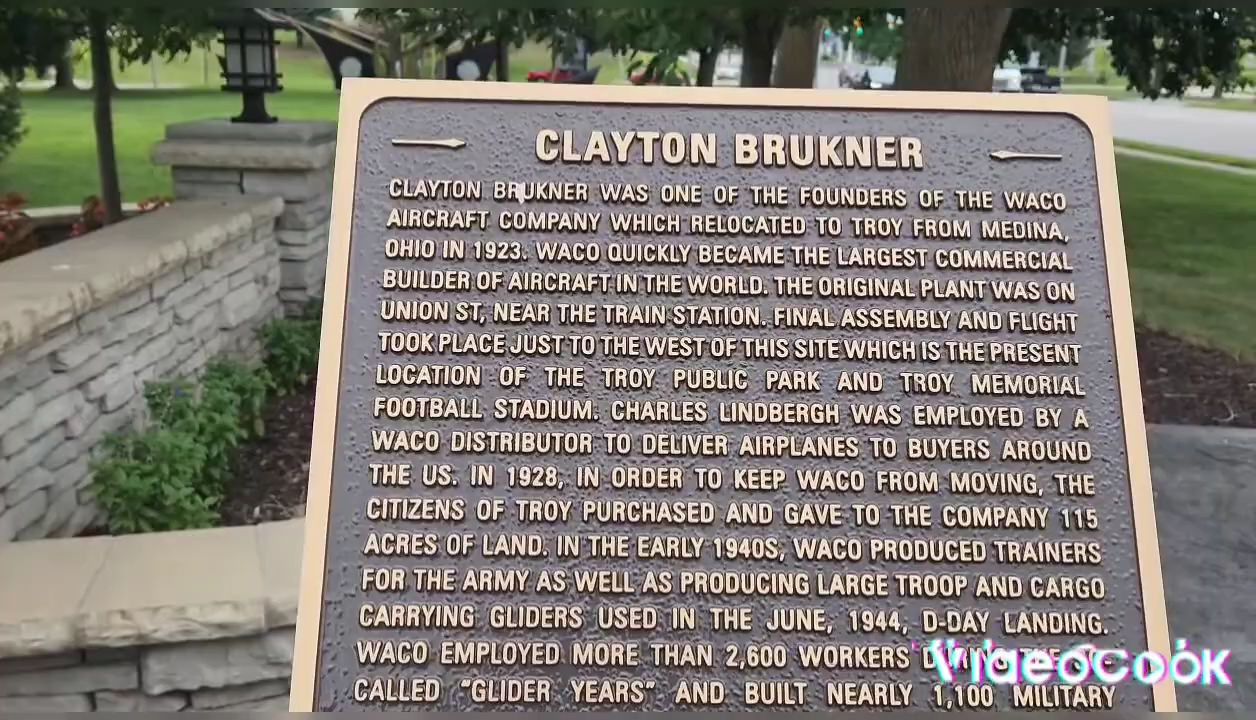 CLAYTON BRUKNER
CLAYTON BRUKNER WAS ONE OF THE FOUNDERS OF THE WACO
AIRCRAFT COMPANY WHICH RELOCATED TO TROY FROM MEDINA,
OHIO IN 1923. WACO QUICKLY BECAME THE LARGEST COMMERCIAL
BUILDER OF AIRCRAFT IN THE WORLD. THE ORIGINAL PLANT WAS ON
UNION ST, NEAR THE TRAIN STATION. FINAL ASSEMBLY AND FLIGHT
TOOK PLACE JUST TO THE WEST OF THIS SITE WHICH IS THE PRESENT
LOCATION OF THE TROY PUBLIC PARK AND TROY MEMORIAL
FOOTBALL STADIUM. CHARLES LINDBERGH WAS EMPLOYED BY A
WACO DISTRIBUTOR TO DELIVER AIRPLANES TO BUYERS AROUND
THE US. IN 1928, IN ORDER TO KEEP WACO FROM MOVING, THE
CITIZENS OF TROY PURCHASED AND GAVE TO THE COMPANY 115
ACRES OF LAND. IN THE EARLY 1940S, WACO PRODUCED TRAINERS
FOR THE ARMY AS WELL AS PRODUCING LARGE TROOP AND CARGO
CARRYING GLIDERS USED IN THE JUNE, 1944, D-DAY LANDING.
WACO EMPLOYED MORE THAN 2,600 WORKERS
CALLED "GLIDER YEARS" AND BUILT NEARLY 1,100 MILITARY
VideoCook